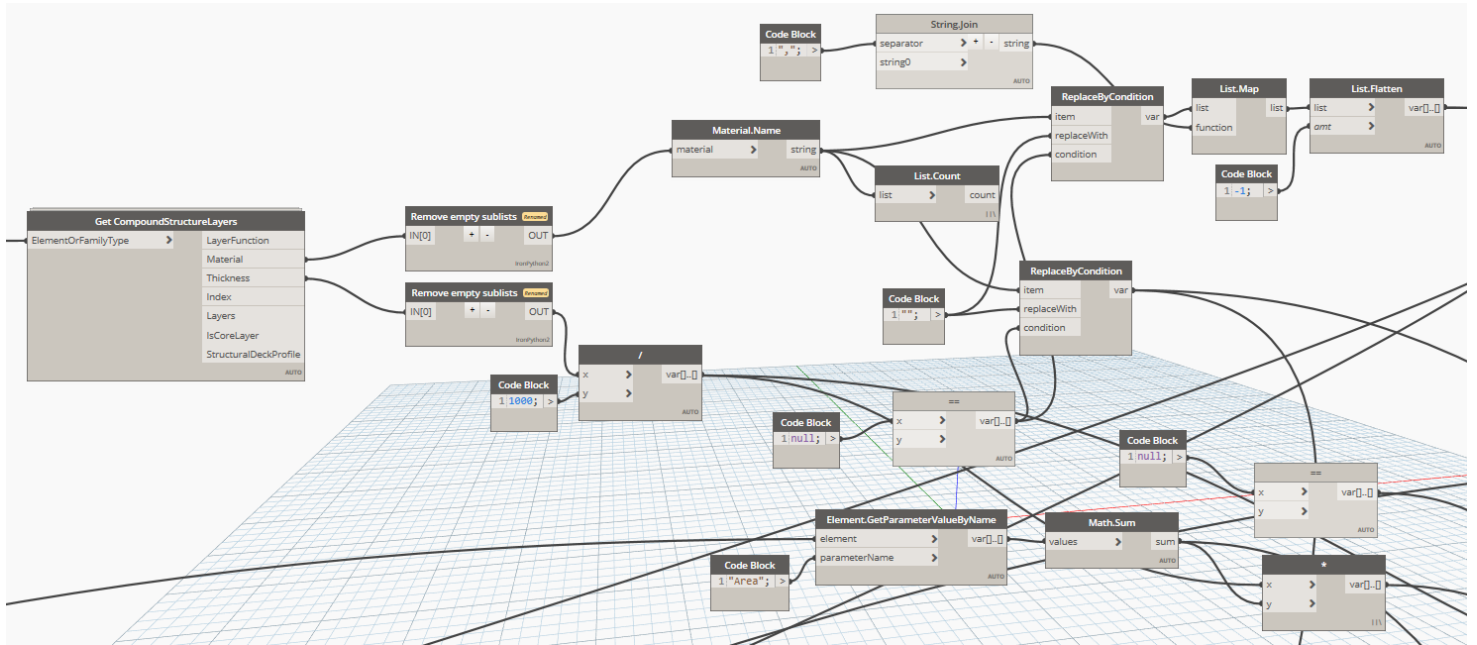 String.Join
separator > + - string
string0 >
AUTO
Code Block
1 ","; >
ReplaceByCondition
item var
replaceWith
condition
List.Map
list list
function
List.Flatten
list > var[]..[]
amt >
AUTO
Code Block
1 -1; >
Material.Name
material > string
AUTO
List.Count
list > count
Get CompoundStructureLayers
ElementOrFamilyType > LayerFunction
Material
Thickness
Index
Layers
IsCoreLayer
StructuralDeckProfile
AUTO
Remove empty sublists Renamed
IN[0] + - OUT
IronPython2
Remove empty sublists Renamed
IN[0] + - OUT
IronPython2
ReplaceByCondition
item var
replaceWith
condition
Code Block
1 ""; >
/
x > var[]..[]
y >
AUTO
Code Block
1 1000; >
==
x > var[]..[]
y >
AUTO
Code Block
1 null; >
Code Block
1 null; >
==
x > var[]..[]
y >
AUTO
Element.GetParameterValueByName
element > var[]..[]
parameterName >
AUTO
Code Block
1 "Area"; >
Math.Sum
values > sum
AUTO
*
x > var[]..[]
y >